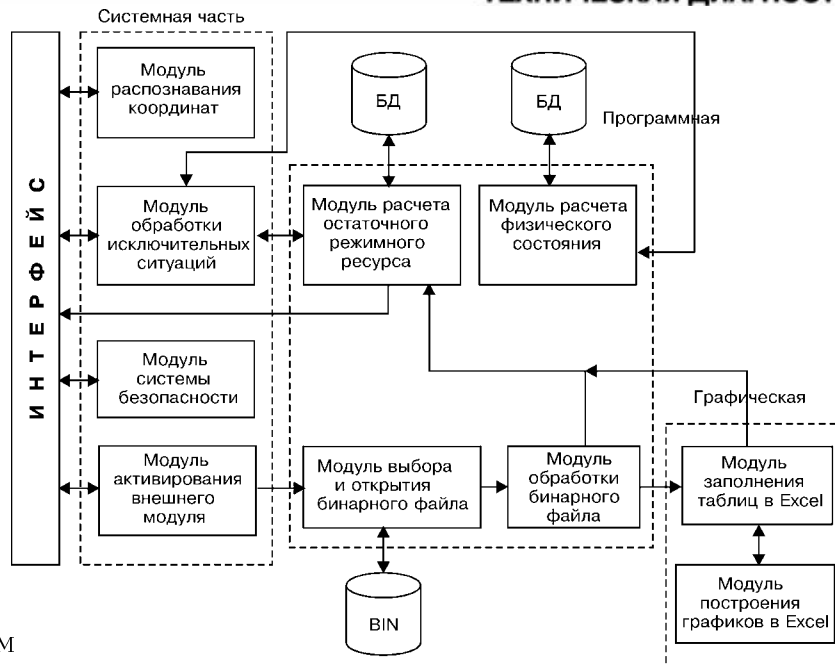 Системная часть
Модуль
распознавания
координат
БД
БД
Программная
ИНТЕРФЕЙС
Модуль
обработки
исключительных
ситуаций
Модуль расчета
остаточного
режимного
ресурса
Модуль расчета
физического
состояния
Модуль
системы
безопасности
Графическая
Модуль
активирования
внешнего
модуля
Модуль выбора
и открытия
бинарного файла
Модуль
обработки
бинарного
файла
Модуль
заполнения
таблиц в Excel
BIN
Модуль
построения
графиков в Excel
М